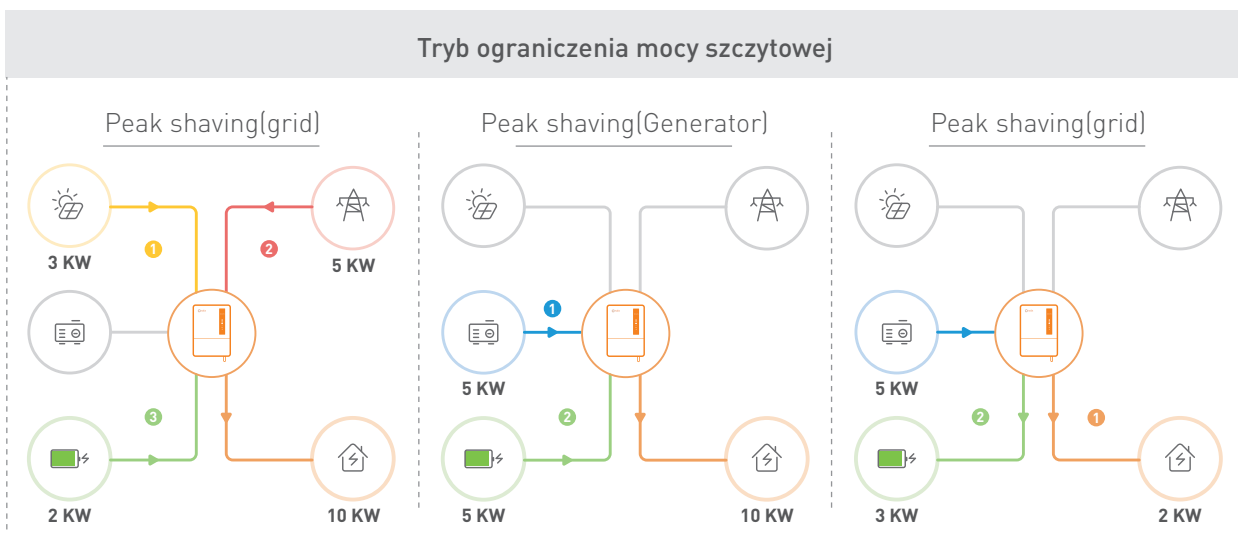 Tryb ograniczenia mocy szczytowej
Peak shaving(grid)
1
2
3 KW
5 KW
3
2 KW
10 KW
Peak shaving(Generator)
1
5 KW
2
5 KW
10 KW
Peak shaving(grid)
5 KW
2
1
3 KW
2 KW